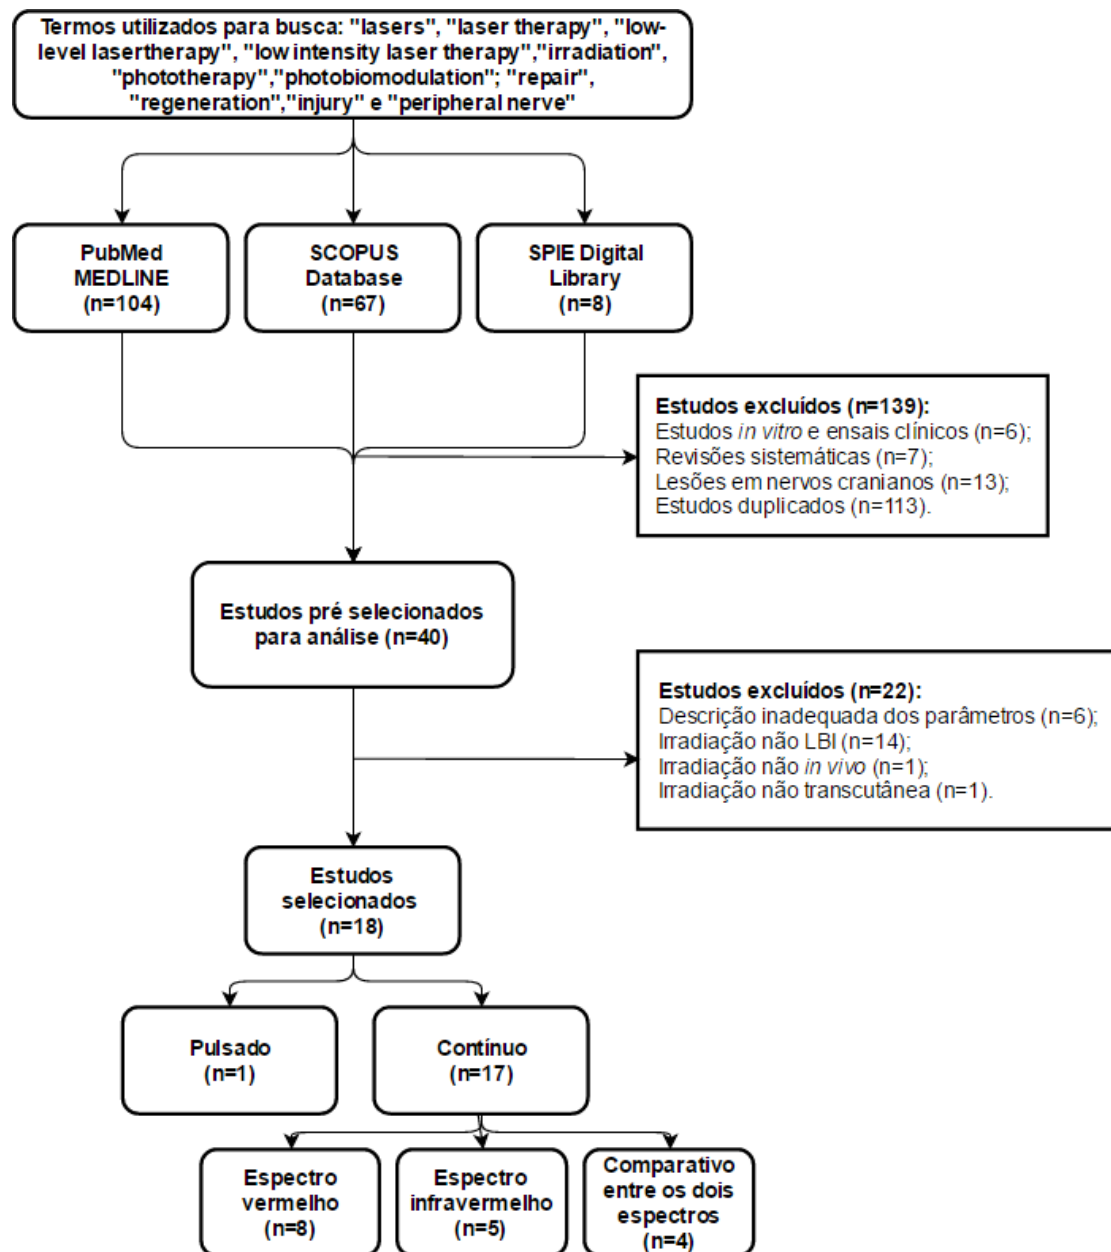 Termos utilizados para busca: "lasers", "laser therapy", "low-
level lasertherapy", "low intensity laser therapy","irradiation",
"phototherapy","photobiomodulation"; "repair",
"regeneration","injury" e "peripheral nerve"
PubMed
MEDLINE
(n=104)
SCOPUS
Database
(n=67)
SPIE Digital
Library
(n=8)
Estudos excluídos (n=139):
Estudos in vitro e ensais clínicos (n=6);
Revisões sistemáticas (n=7);
Lesões em nervos cranianos (n=13);
Estudos duplicados (n=113).
Estudos pré selecionados
para análise (n=40)
Estudos excluídos (n=22):
Descrição inadequada dos parâmetros (n=6);
Irradiação não LBI (n=14);
Irradiação não in vivo (n=1);
Irradiação não transcutânea (n=1).
Estudos
selecionados
(n=18)
Pulsado
(n=1)
Contínuo
(n=17)
Espectro
vermelho
(n=8)
Espectro
infravermelho
(n=5)
Comparativo
entre os dois
espectros
(n=4)